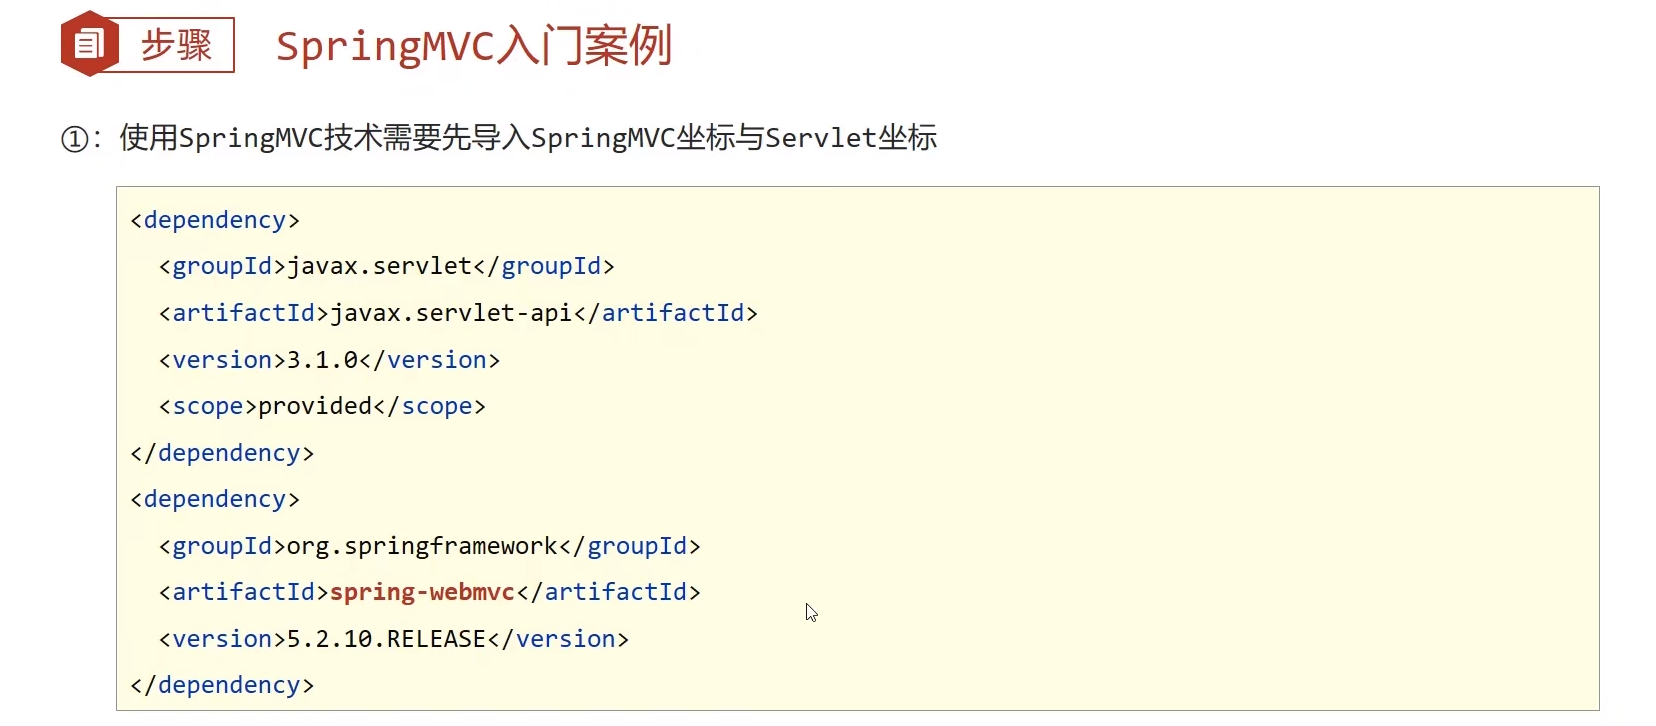 步骤 SpringMVC入门案例
①：使用SpringMVC技术需要先导入SpringMVC坐标与Servlet坐标
<dependency>
  <groupId>javax.servlet</groupId>
  <artifactId>javax.servlet-api</artifactId>
  <version>3.1.0</version>
  <scope>provided</scope>
</dependency>
<dependency>
  <groupId>org.springframework</groupId>
  <artifactId>spring-webmvc</artifactId>
  <version>5.2.10.RELEASE</version>
</dependency>